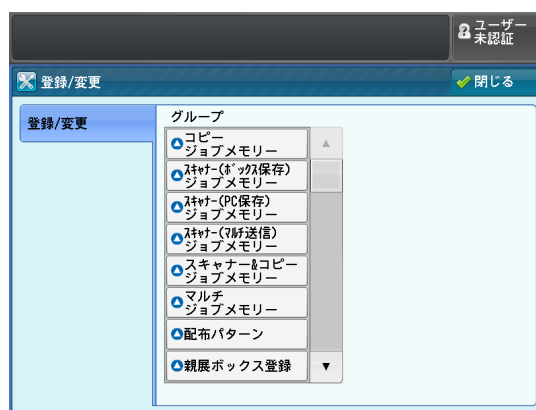 ユーザー
未認証
登録/変更
閉じる
登録/変更
グループ
コピー
ジョブメモリー
スキャナー(ボックス保存)
ジョブメモリー
スキャナー(PC保存)
ジョブメモリー
スキャナー(マルチ送信)
ジョブメモリー
スキャナー&コピー
ジョブメモリー
マルチ
ジョブメモリー
配布パターン
親展ボックス登録